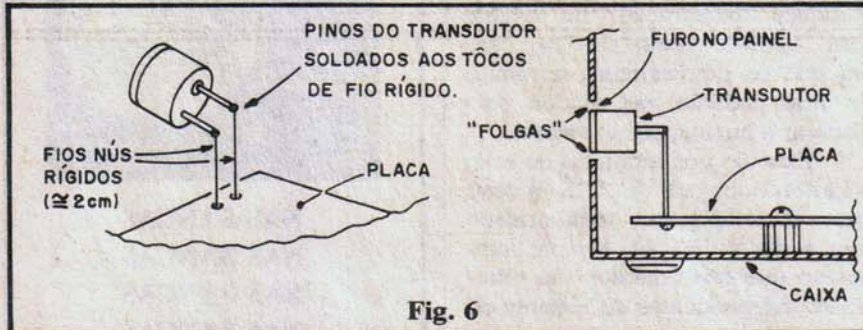 PINOS DO TRANSDUTOR
SOLDADOS AOS TÔCOS
DE FIO RÍGIDO.
FIOS NÚS
RÍGIDOS
(≅2cm)
PLACA
FURO NO PAINEL
TRANSDUTOR
"FOLGAS"
PLACA
CAIXA
Fig. 6